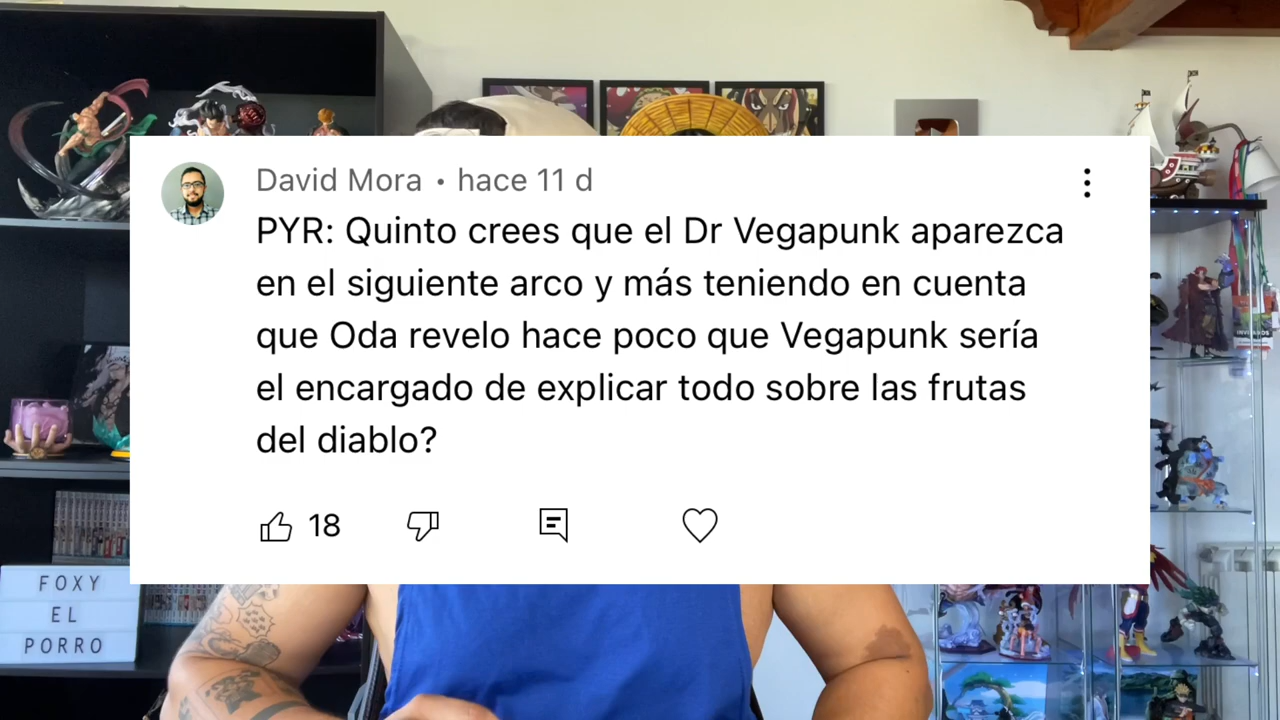 David Mora • hace 11 d
PYR: Quinto crees que el Dr Vegapunk aparezca
en el siguiente arco y más teniendo en cuenta
que Oda revelo hace poco que Vegapunk sería
el encargado de explicar todo sobre las frutas
del diablo?
18
FOXY
EL
PORRO